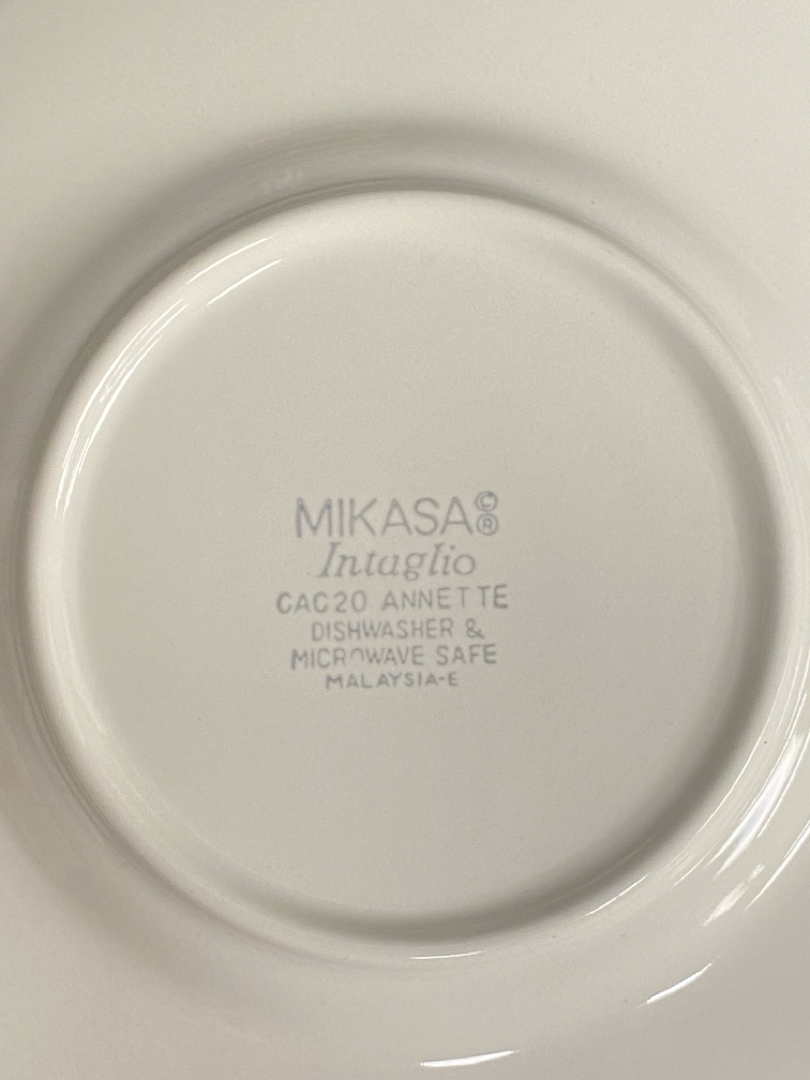 MIKASA©®
Intaglio
CAC20 ANNETTE
DISHWASHER &
MICROWAVE SAFE
MALAYSIA-E